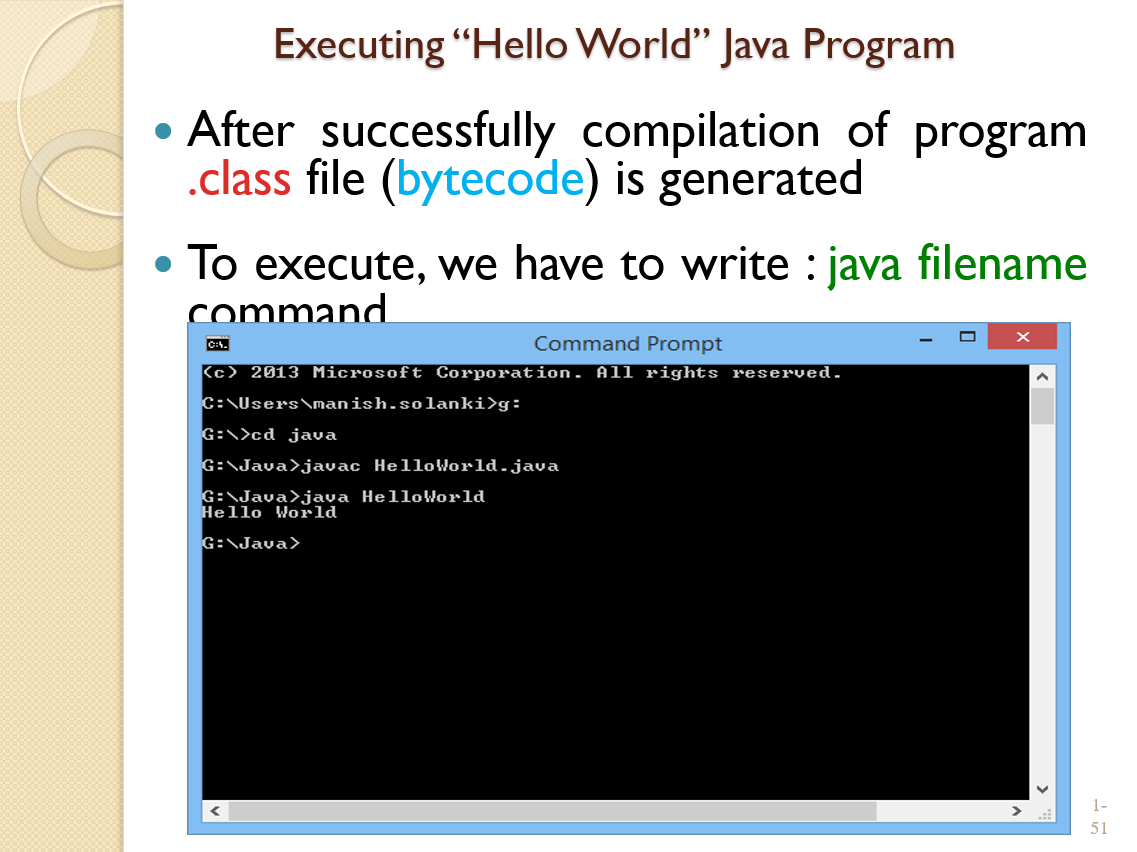 Executing “Hello World” Java Program
• After successfully compilation of program
.class file (bytecode) is generated
• To execute, we have to write : java filename
command
Command Prompt
(c) 2013 Microsoft Corporation. All rights reserved.
C:\Users\manish.solanki>g:
G:\>cd java
G:\Java>javac HelloWorld.java
G:\Java>java HelloWorld
Hello World
G:\Java>
1-
51